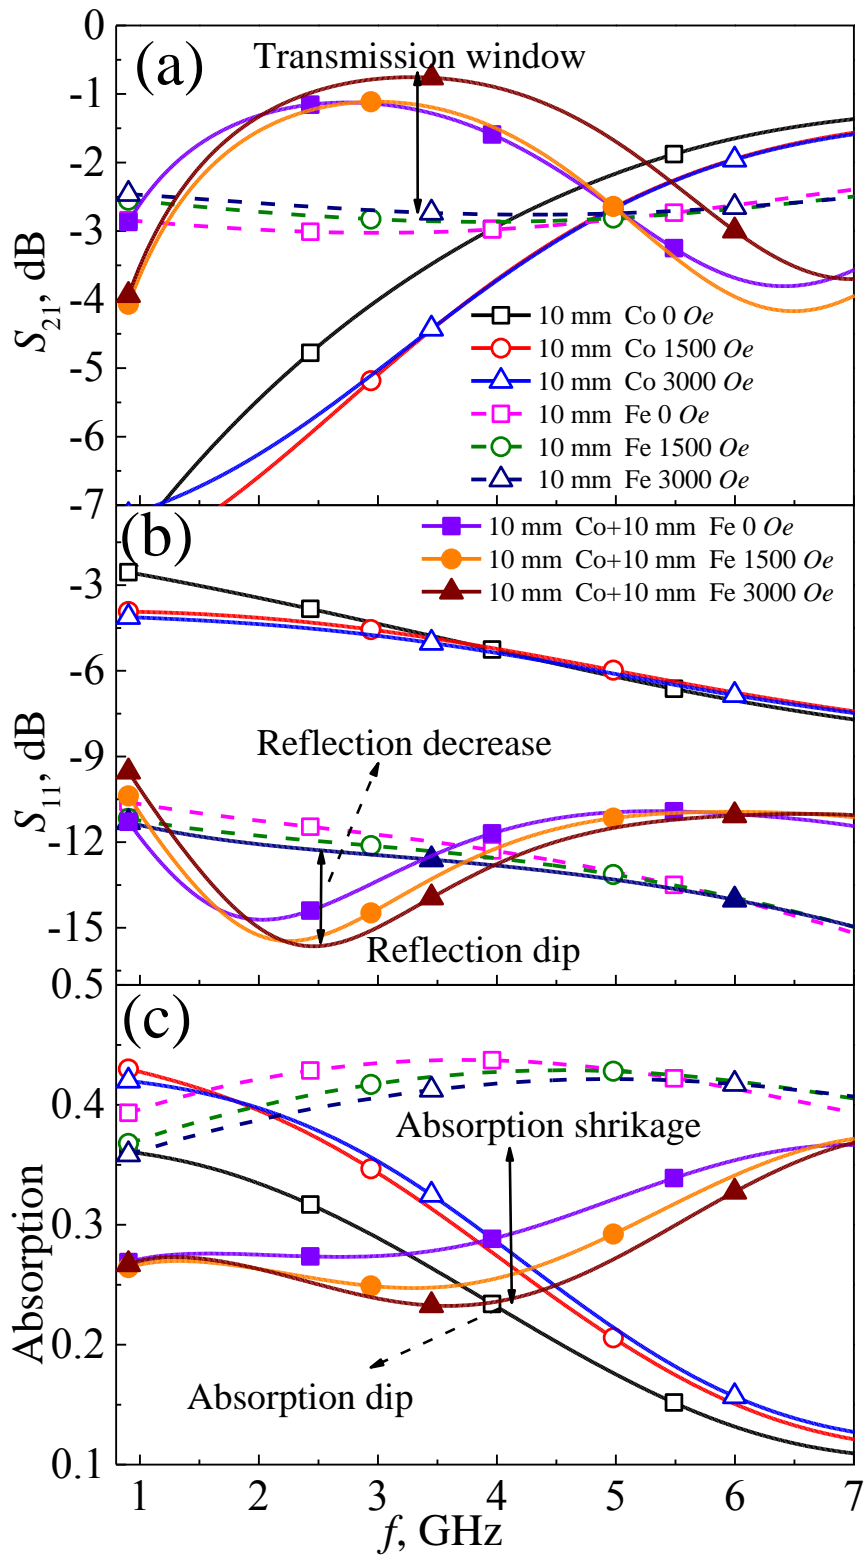 (a)
Transmission window
0
-1
-2
-3
-4
-5
-6
-7
S21, dB
10 mm Co 0 Oe
10 mm Co 1500 Oe
10 mm Co 3000 Oe
10 mm Fe 0 Oe
10 mm Fe 1500 Oe
10 mm Fe 3000 Oe
(b)
10 mm Co+10 mm Fe 0 Oe
10 mm Co+10 mm Fe 1500 Oe
10 mm Co+10 mm Fe 3000 Oe
-3
-6
-9
-12
-15
S11, dB
Reflection decrease
Reflection dip
(c)
0.5
0.4
0.3
0.2
0.1
Absorption
Absorption shrikage
Absorption dip
1 2 3 4 5 6 7
f, GHz